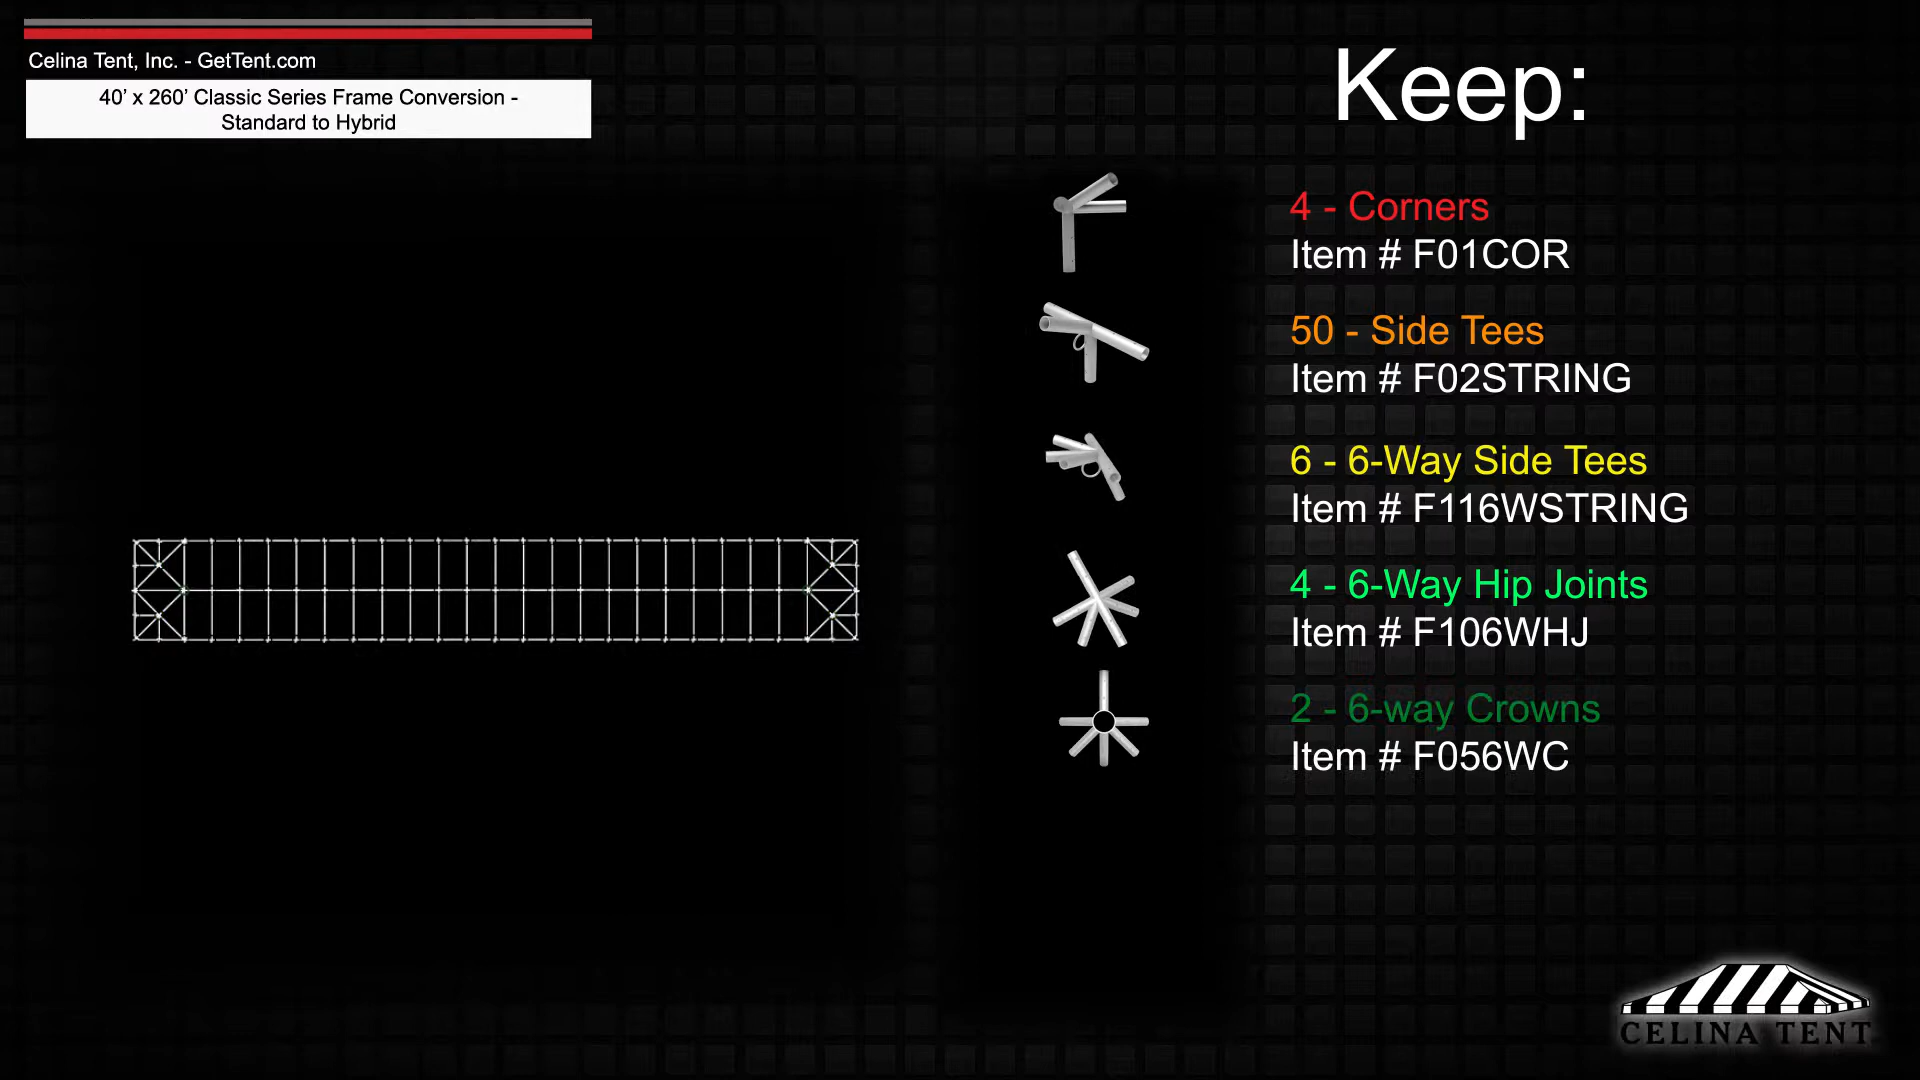 Celina Tent, Inc. - GetTent.com
40’ x 260’ Classic Series Frame Conversion -
Standard to Hybrid
Keep:
4 - Corners
Item # F01COR
50 - Side Tees
Item # F02STRING
6 - 6-Way Side Tees
Item # F116WSTRING
4 - 6-Way Hip Joints
Item # F106WHJ
2 - 6-way Crowns
Item # F056WC
CELINA TENT